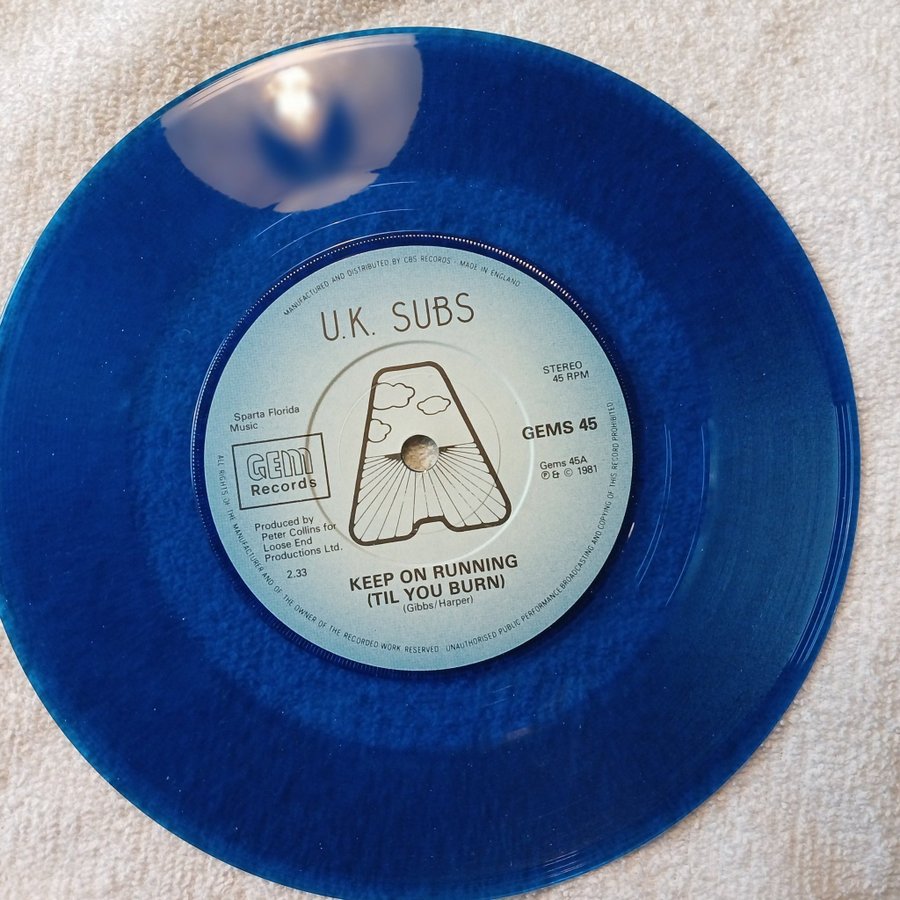 MANUFACTURED AND DISTRIBUTED BY CBS RECORDS - MADE IN ENGLAND
U.K. SUBS
STEREO
45 RPM
Sparta Florida
Music
GEM
Records
GEMS 45
Gems 45A
℗ & © 1981
Produced by
Peter Collins for
Loose End
Productions Ltd.
2.33
KEEP ON RUNNING
(TIL YOU BURN)
(Gibbs/Harper)
ALL RIGHTS OF THE MANUFACTURER AND OF THE OWNER OF THE RECORDED WORK RESERVED · UNAUTHORISED PUBLIC PERFORMANCE BROADCASTING AND COPYING OF THIS RECORD PROHIBITED